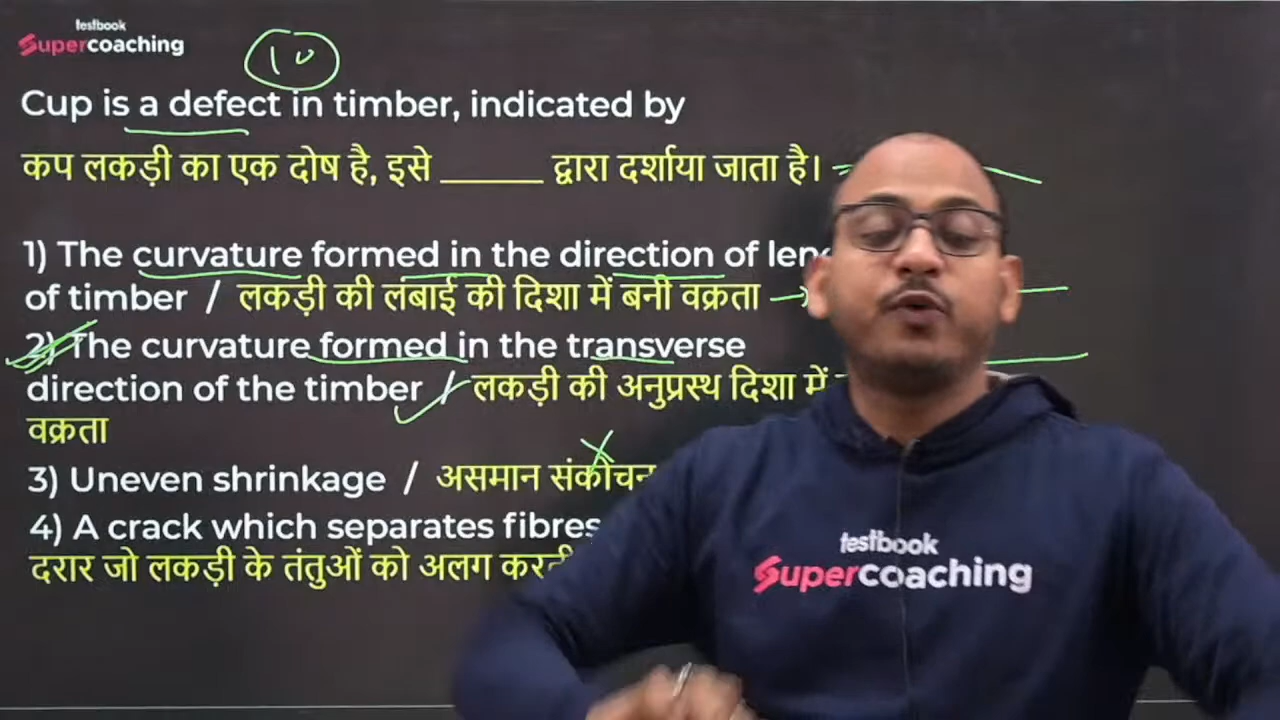 testbook
Supercoaching
10
Cup is a defect in timber, indicated by
कप लकड़ी का एक दोष है, इसे ______ द्वारा दर्शाया जाता है।
1) The curvature formed in the direction of
of timber / लकड़ी की लंबाई की दिशा में बनी वक्रता
2) The curvature formed in the transverse
direction of the timber / लकड़ी की अनुप्रस्थ दिशा में
वक्रता
3) Uneven shrinkage / असमान संकोचन
4) A crack which separates fibres
दरार जो लकड़ी के तंतुओं को अलग
testbook
Supercoaching